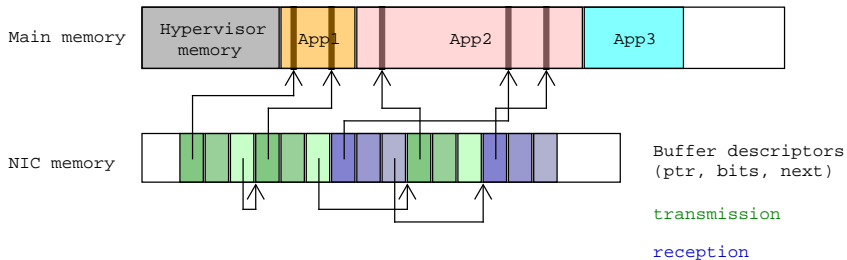 Main memory
Hypervisor
memory
App1
App2
App3
NIC memory
Buffer descriptors
(ptr, bits, next)
transmission
reception